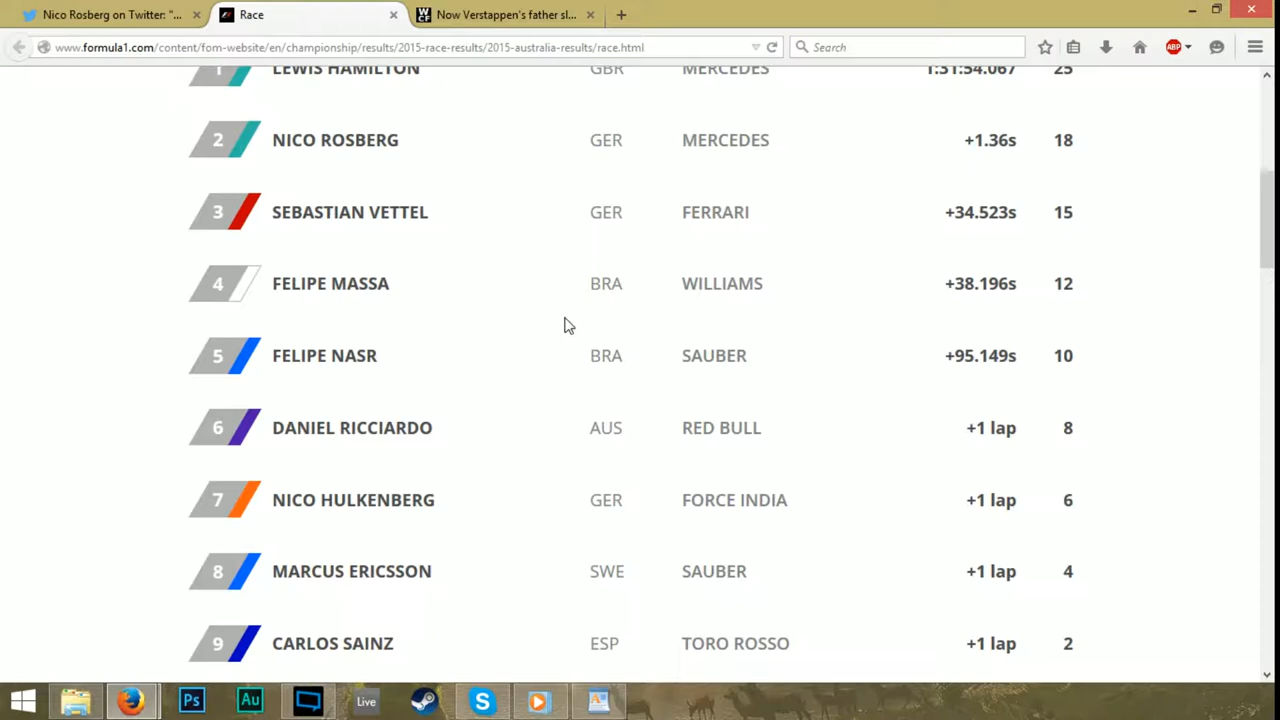 Nico Rosberg on Twitter: "...
Race
WCF Now Verstappen's father sl...
www.formula1.com/content/fom-website/en/championship/results/2015-race-results/2015-australia-results/race.html
Search
ABP
1 LEWIS HAMILTON GBR MERCEDES 1:31:54.067 25
2 NICO ROSBERG GER MERCEDES +1.36s 18
3 SEBASTIAN VETTEL GER FERRARI +34.523s 15
4 FELIPE MASSA BRA WILLIAMS +38.196s 12
5 FELIPE NASR BRA SAUBER +95.149s 10
6 DANIEL RICCIARDO AUS RED BULL +1 lap 8
7 NICO HULKENBERG GER FORCE INDIA +1 lap 6
8 MARCUS ERICSSON SWE SAUBER +1 lap 4
9 CARLOS SAINZ ESP TORO ROSSO +1 lap 2
Ps Au Live S